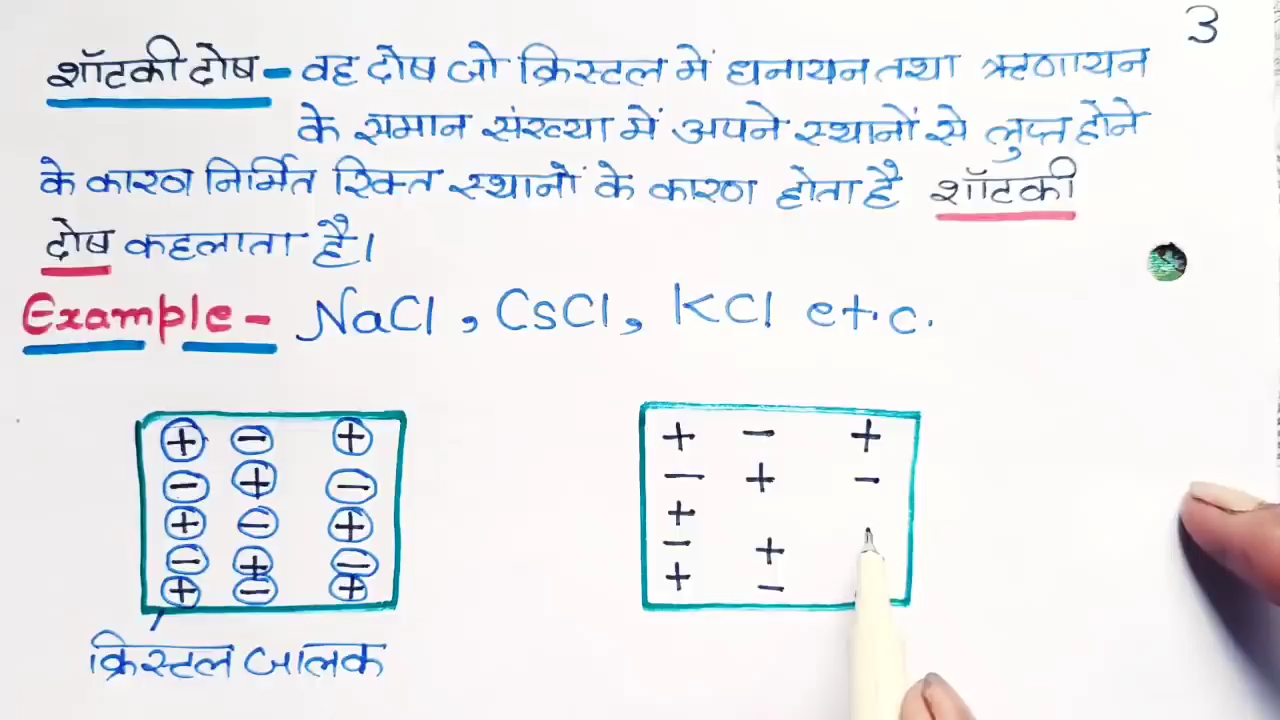 3
शॉटकी दोष - वह दोष जो क्रिस्टल में धनायन तथा ऋणायन
के समान संख्या में अपने स्थानों से लुप्त होने
के कारण निर्मित रिक्त स्थानों के कारण होता है शॉटकी
दोष कहलाता है।
Example - NaCl, CsCl, KCl etc.
+ - +
- + -
+ - +
- + -
+ - +
क्रिस्टल जालक
+ - +
- + -
+
- +
+ -